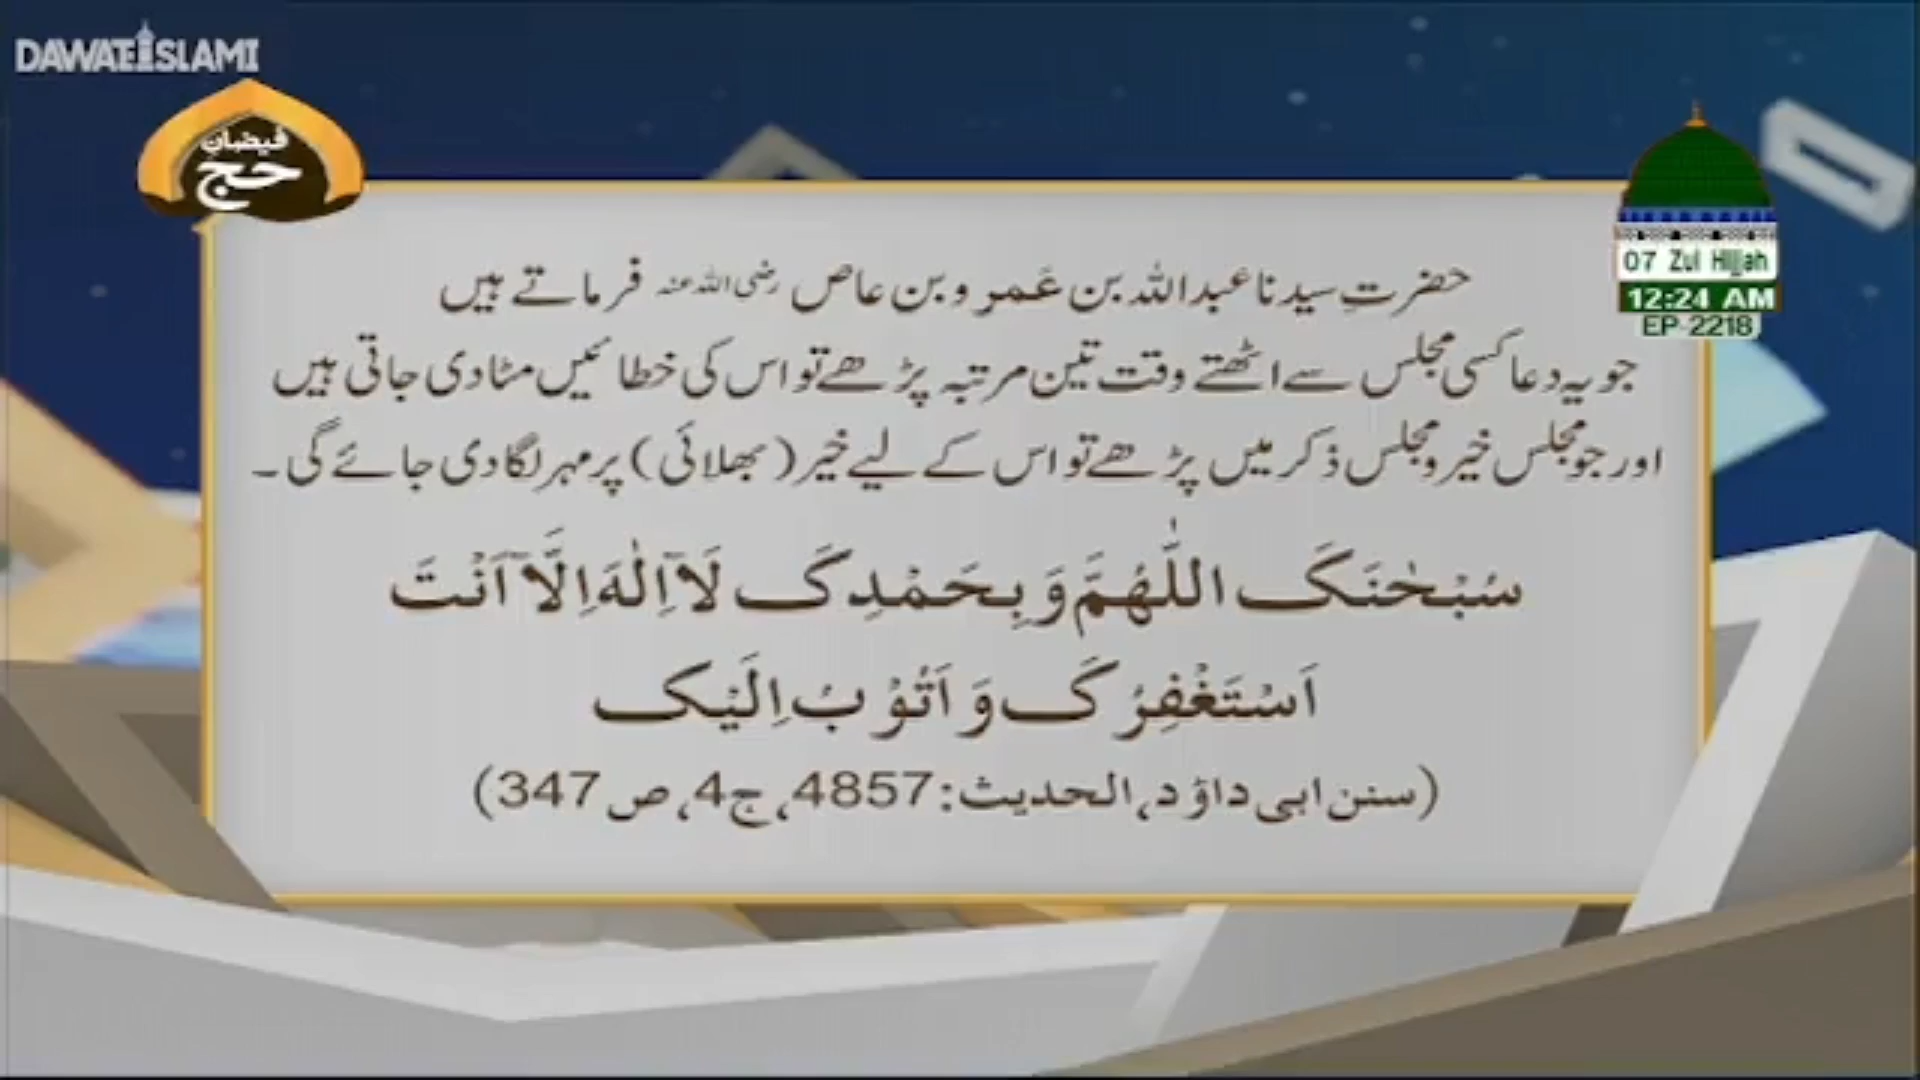 DAWATEISLAMI
فیضانِ
حج
07 Zul Hijjah
12:24 AM
EP-2218
حضرتِ سیدنا عبداللہ بن عَمرو بن عاص رضی اللہ عنہ فرماتے ہیں
جو یہ دعا کسی مجلس سے اٹھتے وقت تین مرتبہ پڑھے تو اس کی خطائیں مٹا دی جاتی ہیں
اور جو مجلس خیر و مجلس ذکر میں پڑھے تو اس کے لیے خیر (بھلائی) پر مہر لگا دی جائے گی۔
سُبْحٰنَکَ اللّٰھُمَّ وَبِحَمْدِکَ لَآ اِلٰهَ اِلَّآ اَنْتَ
اَسْتَغْفِرُکَ وَ اَتُوْبُ اِلَیْک
(سنن ابی داؤد، الحدیث: 4857، ج4، ص347)